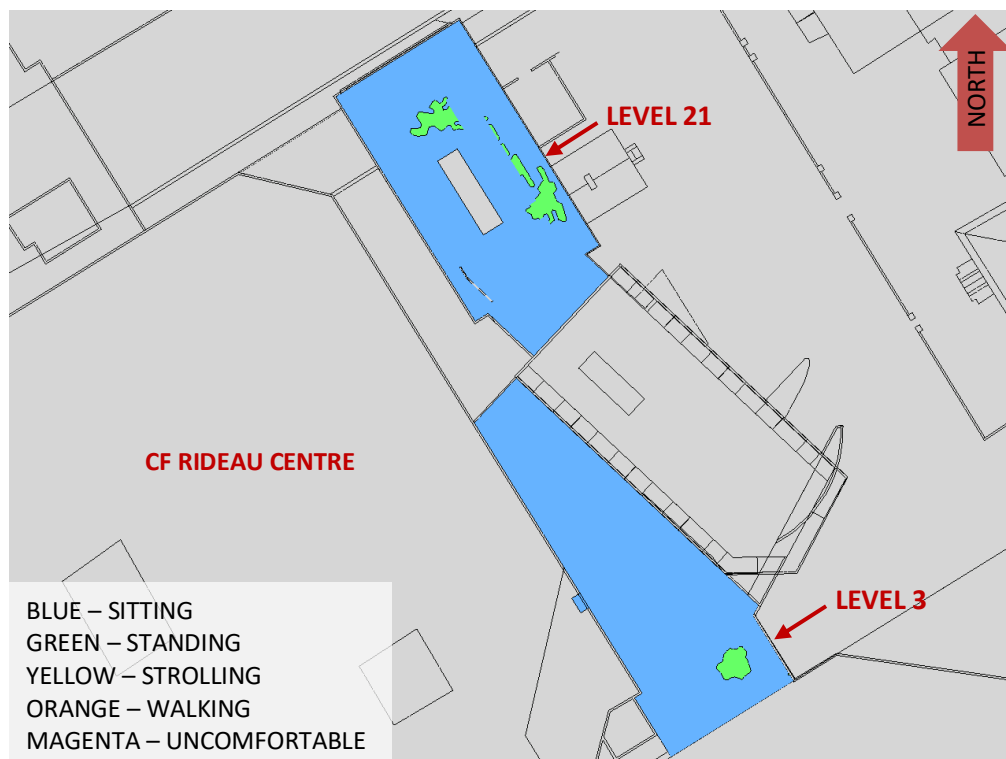 NORTH
LEVEL 21
CF RIDEAU CENTRE
LEVEL 3
BLUE – SITTING
GREEN – STANDING
YELLOW – STROLLING
ORANGE – WALKING
MAGENTA – UNCOMFORTABLE